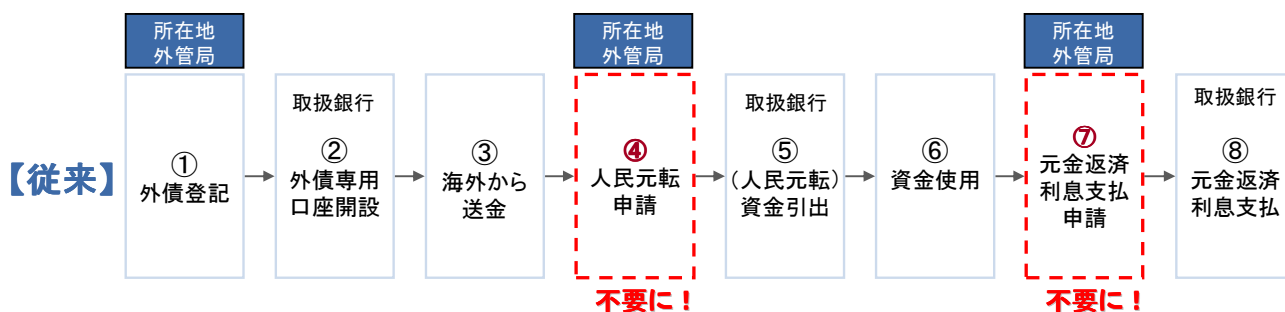 【従来】
所在地
外管局
①
外債登記
取扱銀行
②
外債専用
口座開設
③
海外から
送金
所在地
外管局
④
人民元転
申請
不要に！
取扱銀行
⑤
（人民元転）
資金引出
⑥
資金使用
所在地
外管局
⑦
元金返済
利息支払
申請
不要に！
取扱銀行
⑧
元金返済
利息支払